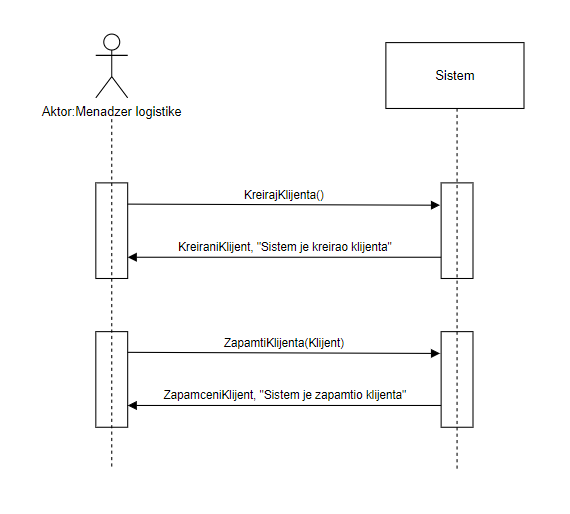 Sistem
Aktor:Menadzer logistike
KreirajKlijenta()
KreiraniKlijent, "Sistem je kreirao klijenta"
ZapamtiKlijenta(Klijent)
ZapamceniKlijent, "Sistem je zapamtio klijenta"